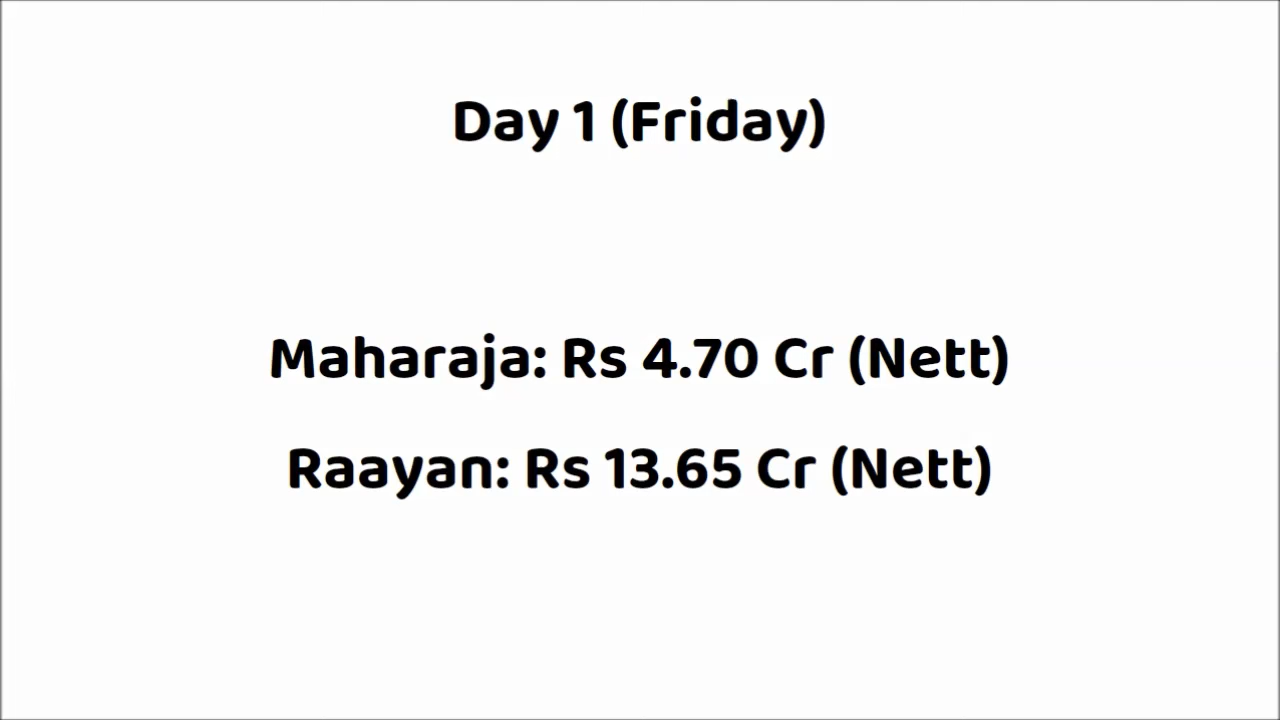 Day 1 (Friday)
Maharaja: Rs 4.70 Cr (Nett)
Raayan: Rs 13.65 Cr (Nett)